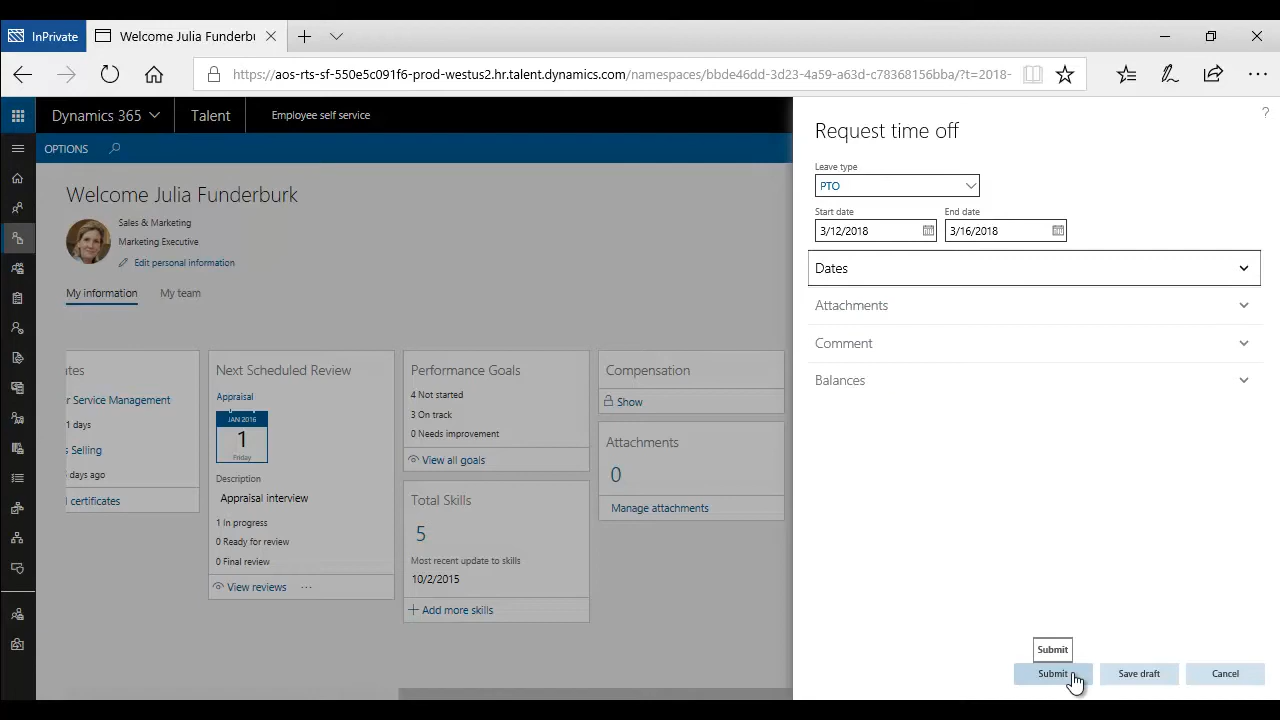 InPrivate
Welcome Julia Funderbu
https://aos-rts-sf-550e5c091f6-prod-westus2.hr.talent.dynamics.com/namespaces/bbde46dd-3d23-4a59-a63d-c78368156bba/?t=2018-
Dynamics 365
Talent
Employee self service
?
OPTIONS
Welcome Julia Funderburk
Sales & Marketing
Marketing Executive
Edit personal information
My information
My team
ates
r Service Management
1 days
s Selling
days ago
certificates
Next Scheduled Review
Appraisal
JAN 2016
1
Friday
Description
Appraisal interview
1 In progress
0 Ready for review
0 Final review
View reviews ...
Performance Goals
4 Not started
3 On track
0 Needs improvement
View all goals
Total Skills
5
Most recent update to skills
10/2/2015
Add more skills
Compensation
Show
Attachments
0
Manage attachments
Request time off
Leave type
PTO
Start date
End date
3/12/2018
3/16/2018
Dates
Attachments
Comment
Balances
Submit
Submit
Save draft
Cancel